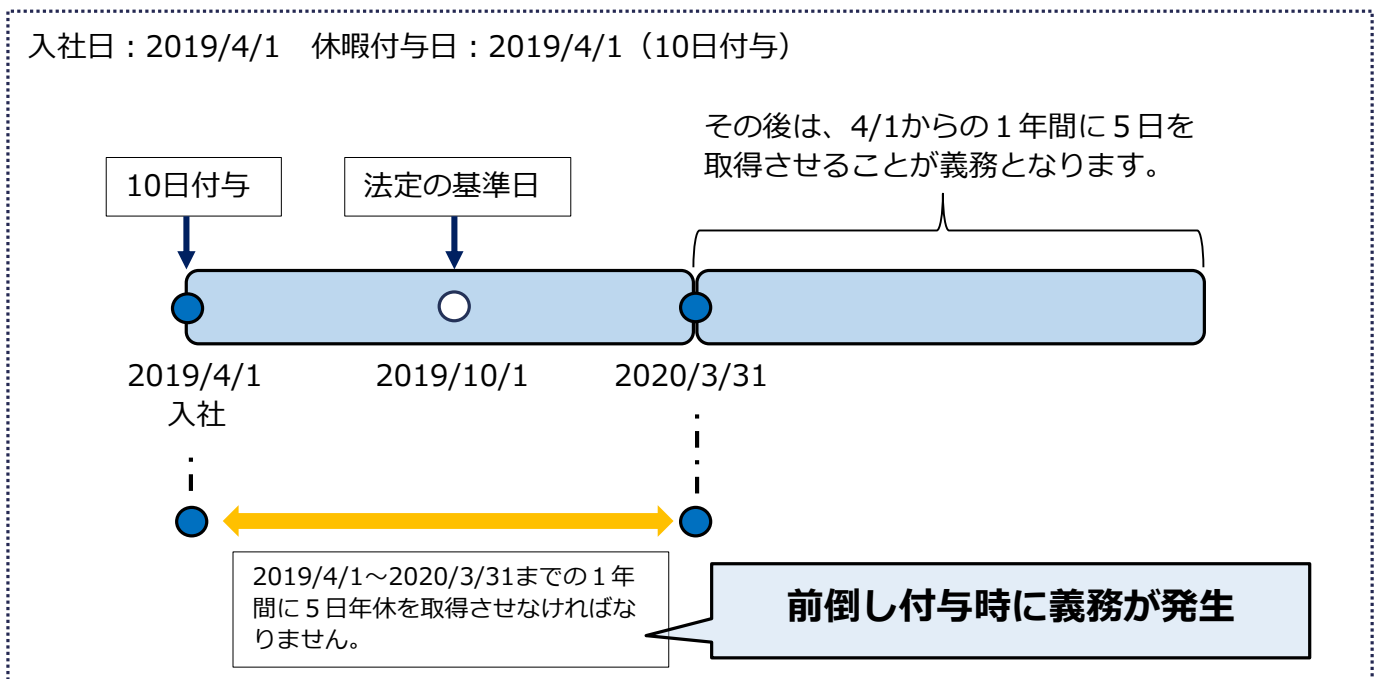 入社日：2019/4/1　休暇付与日：2019/4/1（10日付与）
その後は、4/1からの１年間に５日を
取得させることが義務となります。
10日付与
法定の基準日
2019/4/1
入社
2019/10/1
2020/3/31
2019/4/1～2020/3/31までの１年
間に５日年休を取得させなければな
りません。
前倒し付与時に義務が発生